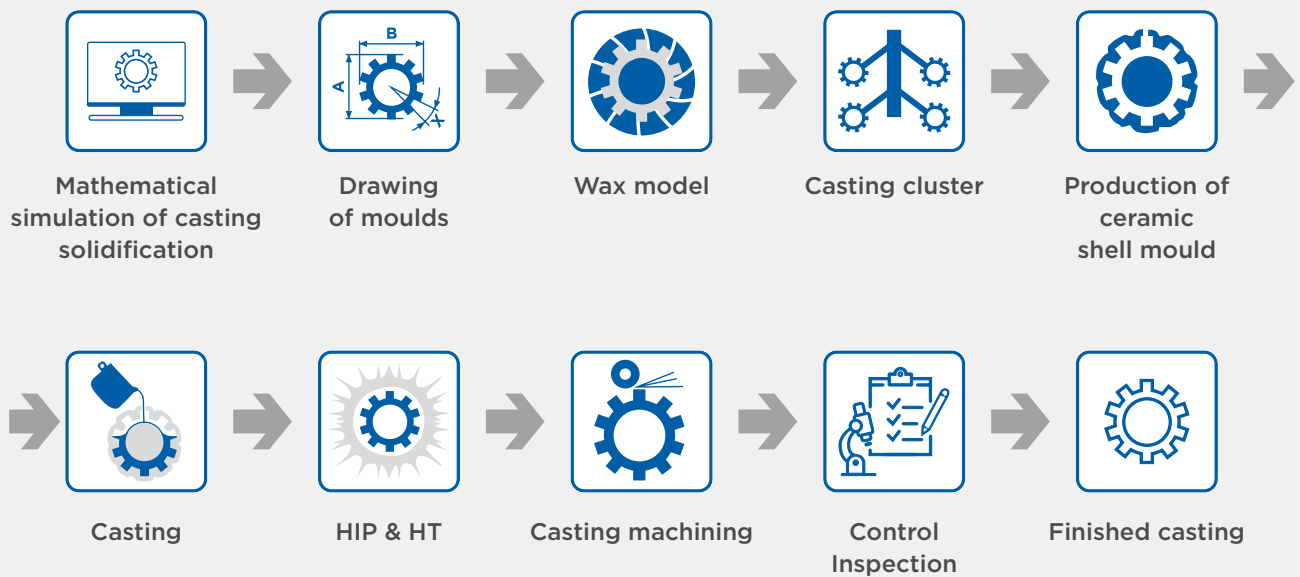 B
A
X
Mathematical
simulation of casting
solidification
Drawing
of moulds
Wax model
Casting cluster
Production of
ceramic
shell mould
Casting
HIP & HT
Casting machining
Control
Inspection
Finished casting